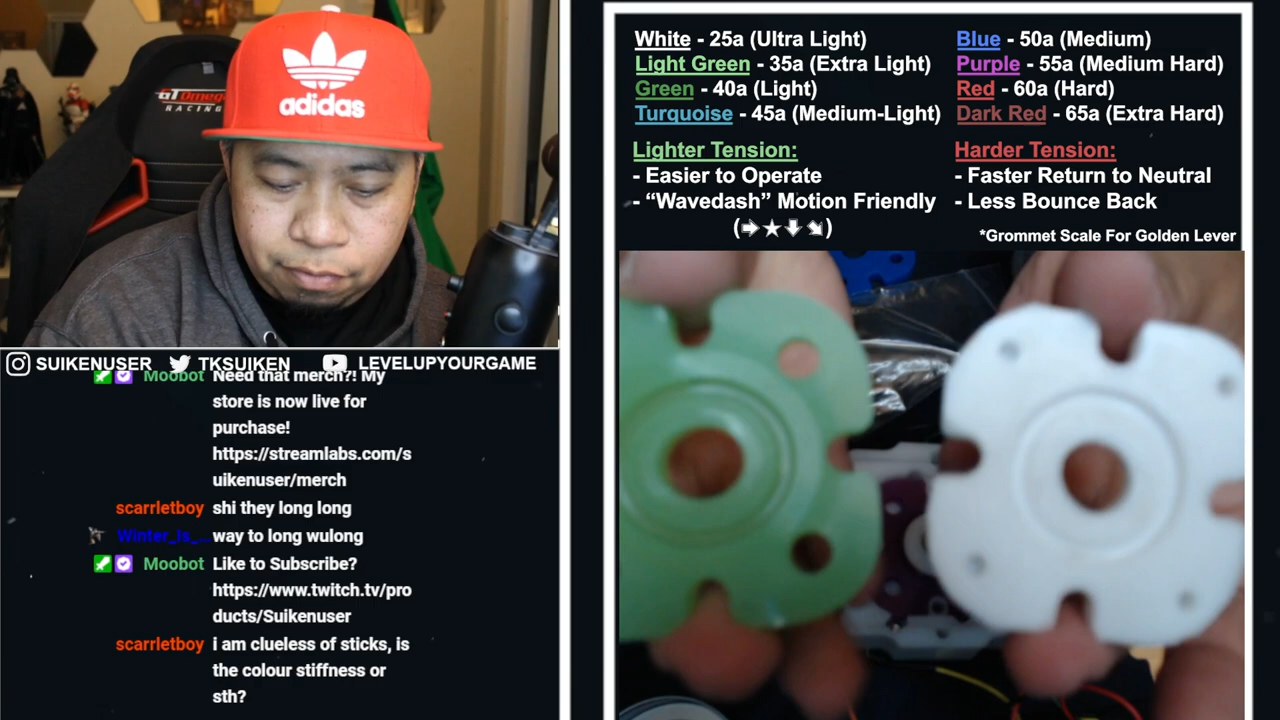 adidas
GTOmega
RACING
SUIKENUSER TKSUIKEN LEVELUPYOURGAME
Moobot Need that merch?! My
store is now live for
purchase!
https://streamlabs.com/s
uikenuser/merch
scarrletboy shi they long long
Winter_Is_... way to long wulong
Moobot Like to Subscribe?
https://www.twitch.tv/pro
ducts/Suikenuser
scarrletboy i am clueless of sticks, is
the colour stiffness or
sth?
White - 25a (Ultra Light)
Light Green - 35a (Extra Light)
Green - 40a (Light)
Turquoise - 45a (Medium-Light)
Blue - 50a (Medium)
Purple - 55a (Medium Hard)
Red - 60a (Hard)
Dark Red - 65a (Extra Hard)
Lighter Tension:
- Easier to Operate
- “Wavedash” Motion Friendly
(➡★⬇⬊)
Harder Tension:
- Faster Return to Neutral
- Less Bounce Back
*Grommet Scale For Golden Lever